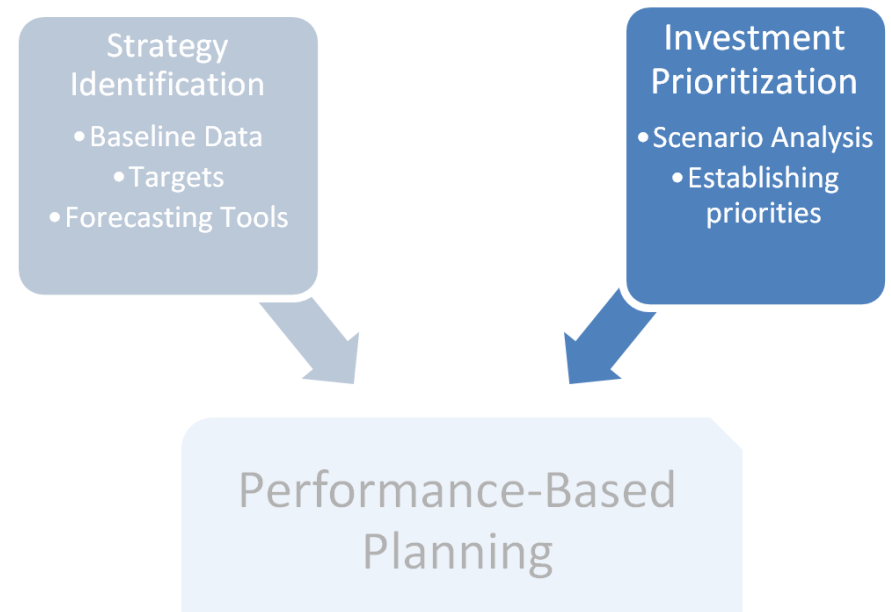 Strategy
Identification
•Baseline Data
•Targets
•Forecasting Tools
Investment
Prioritization
•Scenario Analysis
•Establishing
priorities
Performance-Based
Planning